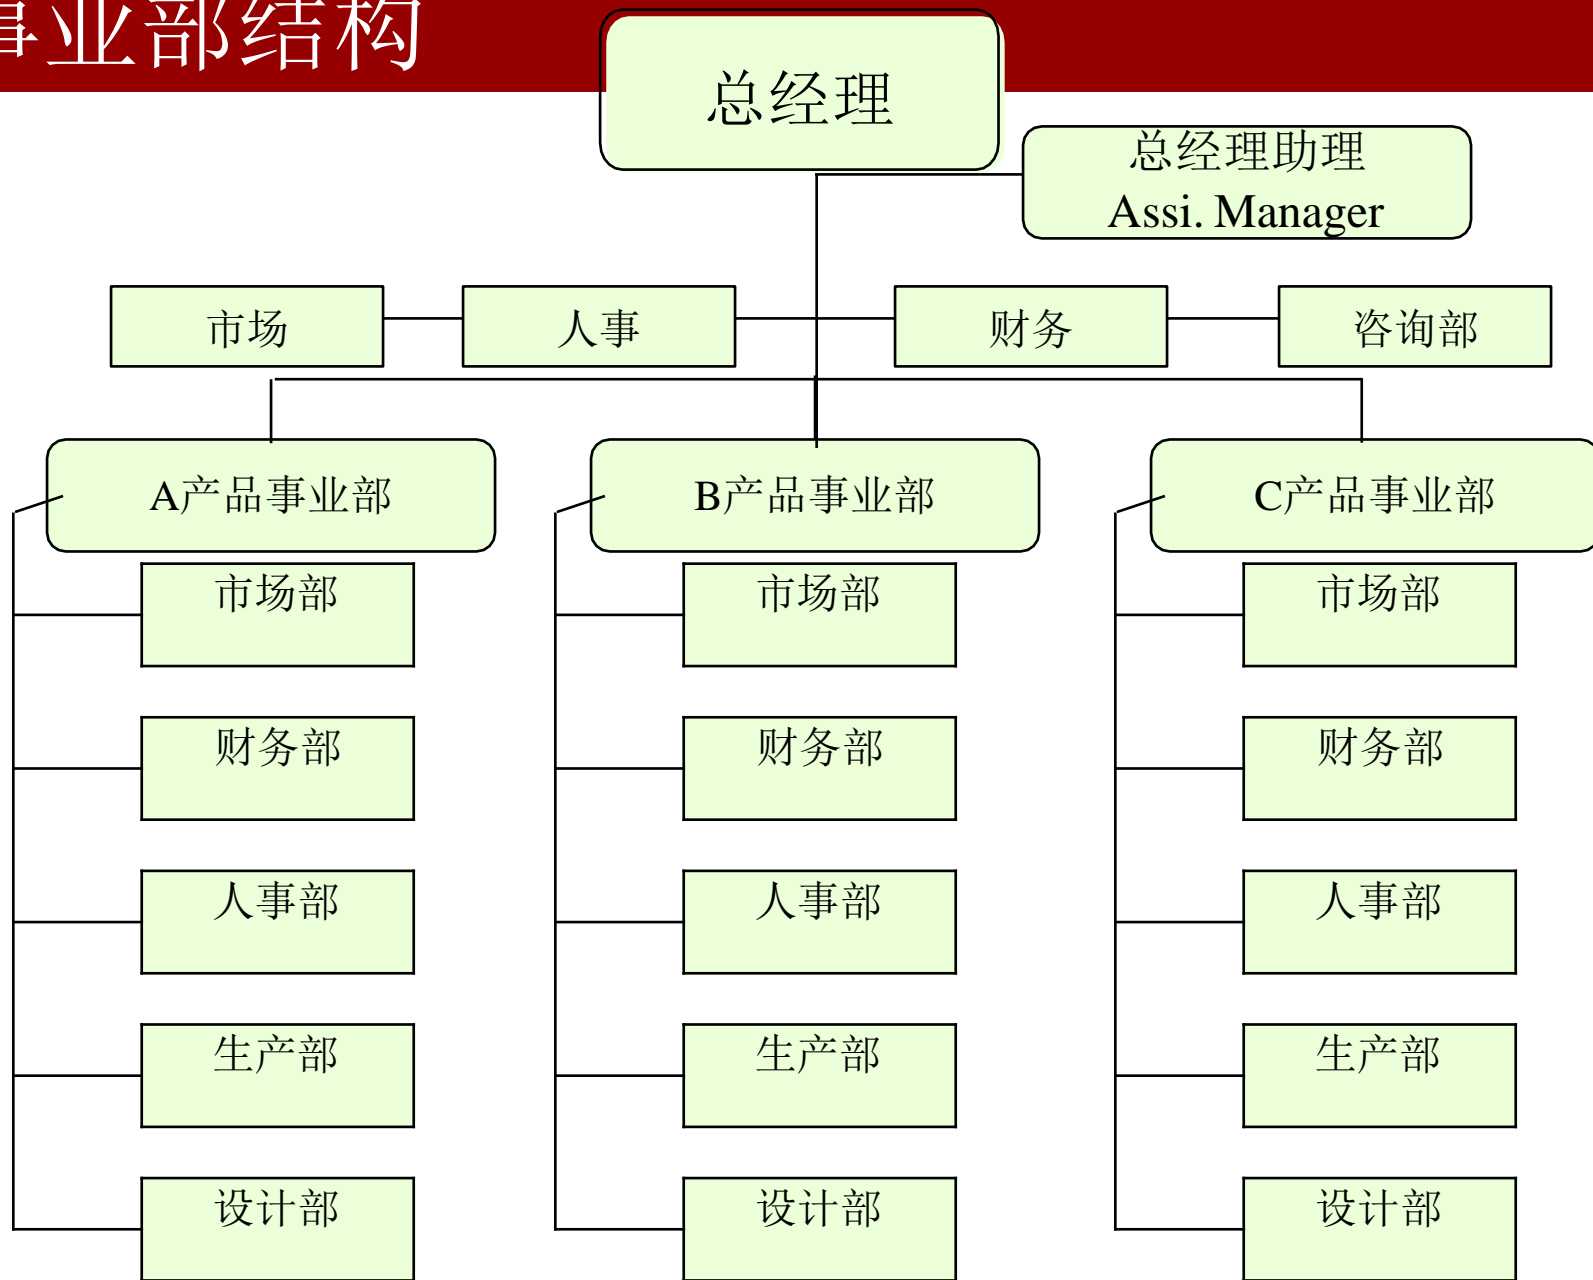 事业部结构
总经理
总经理助理
Assi. Manager
市场
人事
财务
咨询部
A产品事业部
B产品事业部
C产品事业部
市场部
市场部
市场部
财务部
财务部
财务部
人事部
人事部
人事部
生产部
生产部
生产部
设计部
设计部
设计部